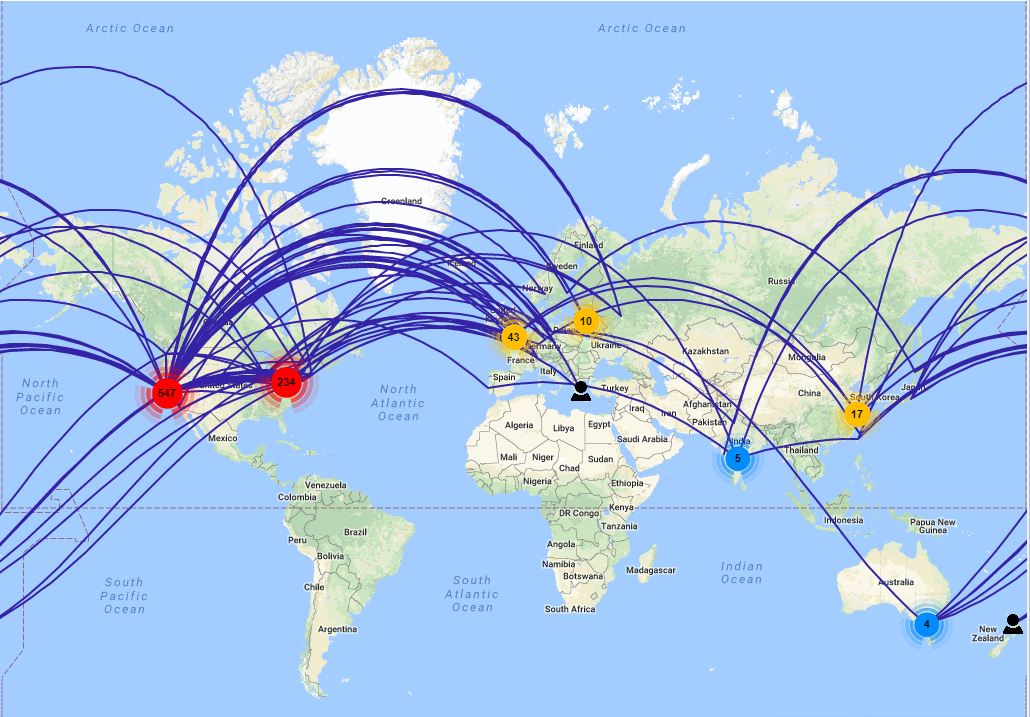 Arctic Ocean
Arctic Ocean
Greenland
Finland
Sweden
Norway
Russia
43
10
Germany
Ukraine
France
Italy
Spain
Turkey
Kazakhstan
Mongolia
China
South Korea
Japan
547
234
United States
North
Pacific
Ocean
North
Atlantic
Ocean
Mexico
Algeria
Libya
Egypt
Iraq
Iran
Afghanistan
Pakistan
Saudi Arabia
India
5
17
Thailand
Mali
Niger
Chad
Sudan
Nigeria
Ethiopia
Venezuela
Colombia
DR Congo
Kenya
Tanzania
Indonesia
Papua New
Guinea
Peru
Brazil
Bolivia
Angola
Namibia
Botswana
Madagascar
South
Pacific
Ocean
South
Atlantic
Ocean
Indian
Ocean
Chile
Argentina
South Africa
Australia
4
New
Zealand